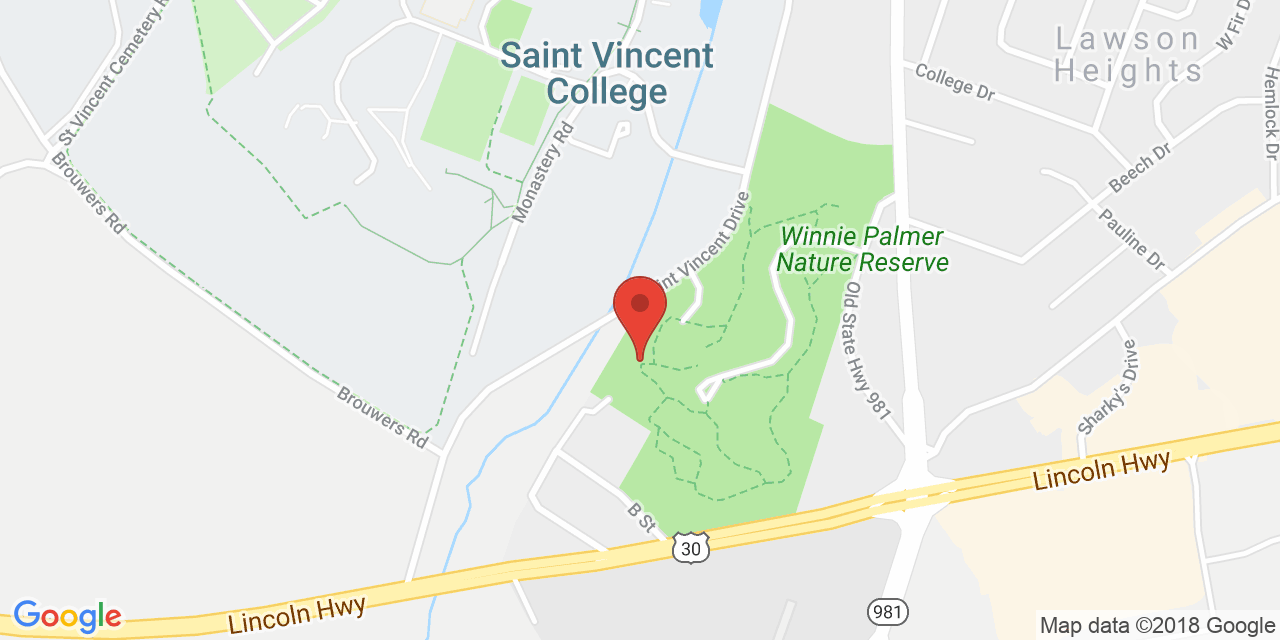 St Vincent Cemetery R
Saint Vincent
College
Lawson
Heights
W Fir D
Hemlock Dr
College Dr
Beech Dr
Pauline Dr
Brouwers Rd
Monastery Rd
int Vincent Drive
Winnie Palmer
Nature Reserve
Old State Hwy 981
Sharky's Drive
Brouwers Rd
Lincoln Hwy
B St
30
981
Lincoln Hwy
Google
Map data ©2018 Google